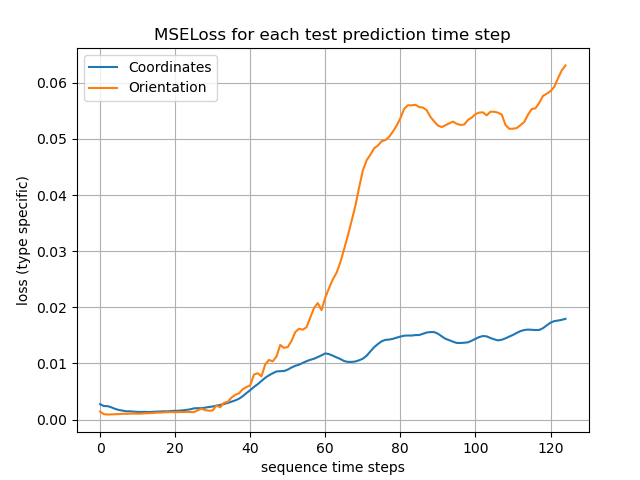 MSELoss for each test prediction time step
Coordinates
Orientation
loss (type specific)
0.06
0.05
0.04
0.03
0.02
0.01
0.00
0 20 40 60 80 100 120
sequence time steps